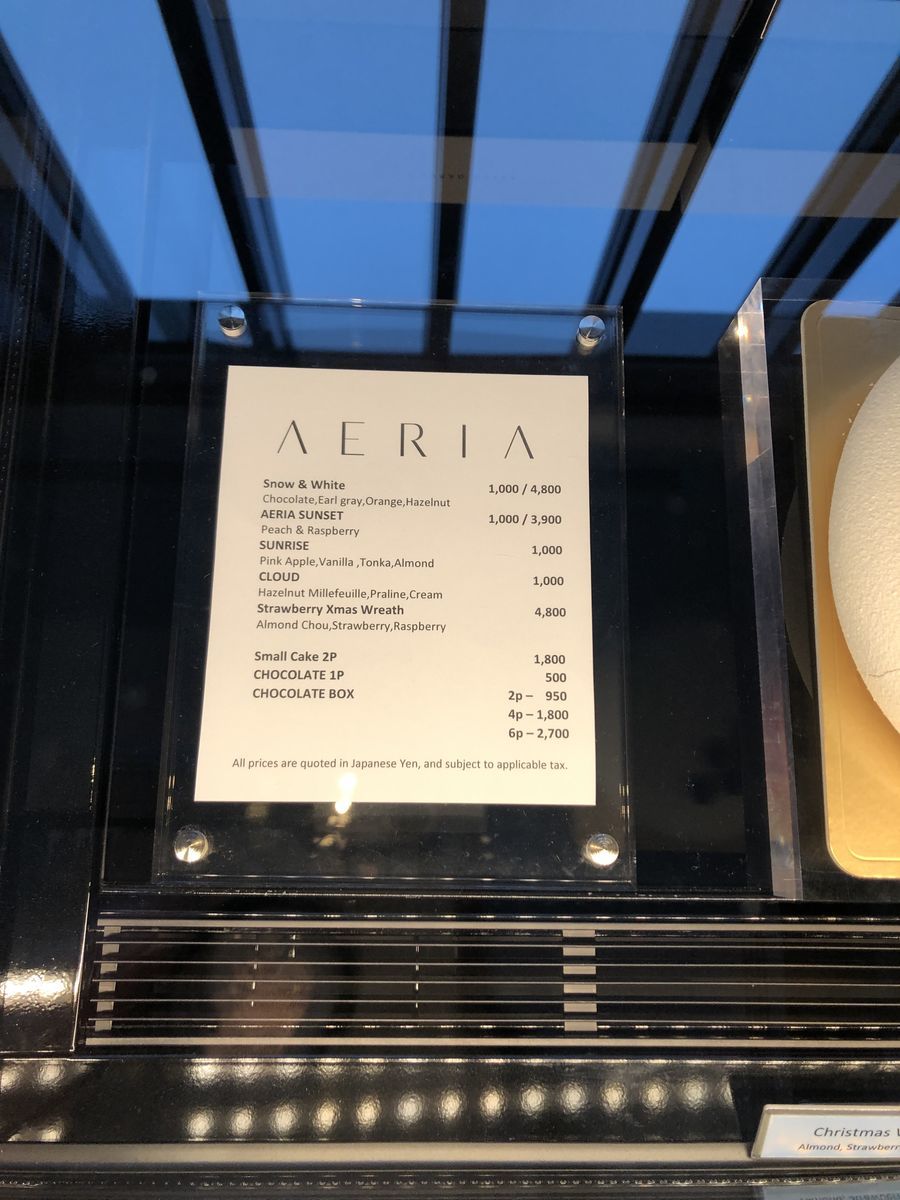 AERIA
Snow & White 1,000 / 4,800
Chocolate,Earl gray,Orange,Hazelnut
AERIA SUNSET 1,000 / 3,900
Peach & Raspberry
SUNRISE 1,000
Pink Apple,Vanilla ,Tonka,Almond
CLOUD 1,000
Hazelnut Millefeuille,Praline,Cream
Strawberry Xmas Wreath 4,800
Almond Chou,Strawberry,Raspberry
Small Cake 2P 1,800
CHOCOLATE 1P 500
CHOCOLATE BOX 2p – 950
4p – 1,800
6p – 2,700
All prices are quoted in Japanese Yen, and subject to applicable tax.
Christmas
Almond, Strawberr